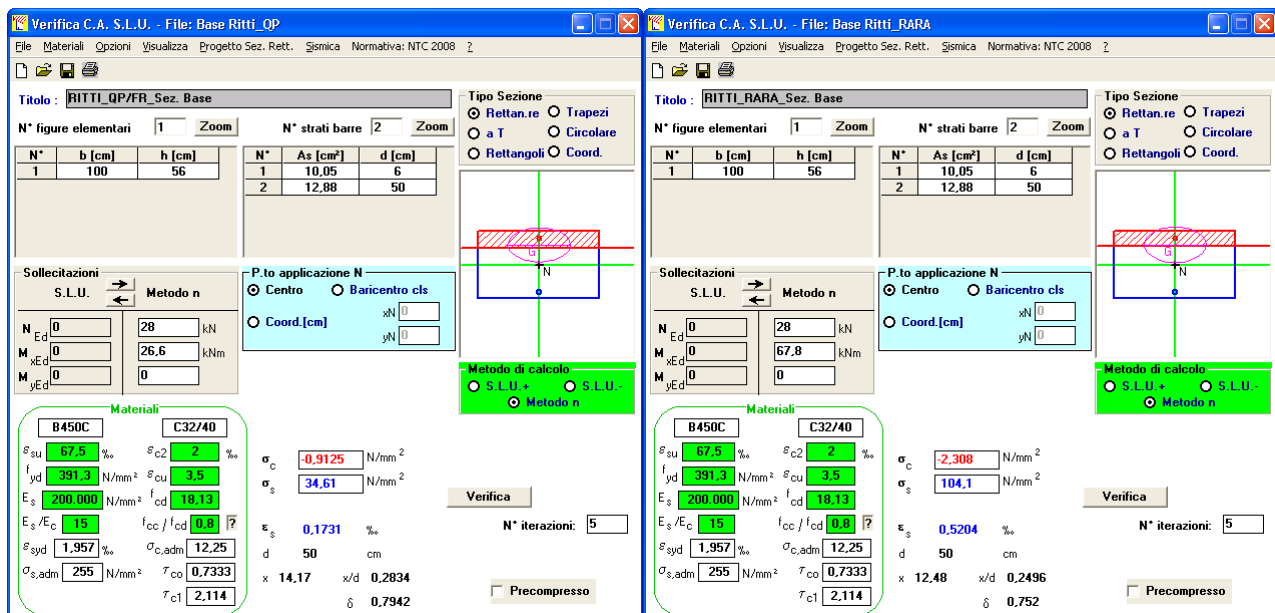 Verifica C.A. S.L.U. - File: Base Ritti_QP
File Materiali Opzioni Visualizza Progetto Sez. Rett. Sismica Normativa: NTC 2008 ?
Titolo : RITTI_QP/FR_Sez. Base
N° figure elementari 1 Zoom N° strati barre 2 Zoom
N° b [cm] h [cm]
1 100 56
N° As [cm²] d [cm]
1 10,05 6
2 12,88 50
Tipo Sezione
Rettan.re Trapezi
a T Circolare
Rettangoli Coord.
G
N
Sollecitazioni
S.L.U. Metodo n
N Ed 0 28 kN
M xEd 0 26,6 kNm
M yEd 0 0
P.to applicazione N
Centro Baricentro cls
Coord.[cm] xN 0
yN 0
Metodo di calcolo
S.L.U.+ S.L.U.-
Metodo n
Materiali
B450C C32/40
εsu 67,5 ‰ εc2 2 ‰
fyd 391,3 N/mm² εcu 3,5
Es 200.000 N/mm² fcd 18,13
Es/Ec 15 fcc / fcd 0,8 ?
εsyd 1,957 ‰ σc,adm 12,25
σs,adm 255 N/mm² τco 0,7333
τc1 2,114
σc -0,9125 N/mm²
σs 34,61 N/mm²
Verifica
εs 0,1731 ‰
N° iterazioni: 5
d 50 cm
x 14,17 x/d 0,2834
δ 0,7942
Precompresso
Verifica C.A. S.L.U. - File: Base Ritti_RARA
File Materiali Opzioni Visualizza Progetto Sez. Rett. Sismica Normativa: NTC 2008 ?
Titolo : RITTI_RARA_Sez. Base
N° figure elementari 1 Zoom N° strati barre 2 Zoom
N° b [cm] h [cm]
1 100 56
N° As [cm²] d [cm]
1 10,05 6
2 12,88 50
Tipo Sezione
Rettan.re Trapezi
a T Circolare
Rettangoli Coord.
G
N
Sollecitazioni
S.L.U. Metodo n
N Ed 0 28 kN
M xEd 0 67,8 kNm
M yEd 0 0
P.to applicazione N
Centro Baricentro cls
Coord.[cm] xN 0
yN 0
Metodo di calcolo
S.L.U.+ S.L.U.-
Metodo n
Materiali
B450C C32/40
εsu 67,5 ‰ εc2 2 ‰
fyd 391,3 N/mm² εcu 3,5
Es 200.000 N/mm² fcd 18,13
Es/Ec 15 fcc / fcd 0,8 ?
εsyd 1,957 ‰ σc,adm 12,25
σs,adm 255 N/mm² τco 0,7333
τc1 2,114
σc -2,308 N/mm²
σs 104,1 N/mm²
Verifica
εs 0,5204 ‰
N° iterazioni: 5
d 50 cm
x 12,48 x/d 0,2496
δ 0,752
Precompresso